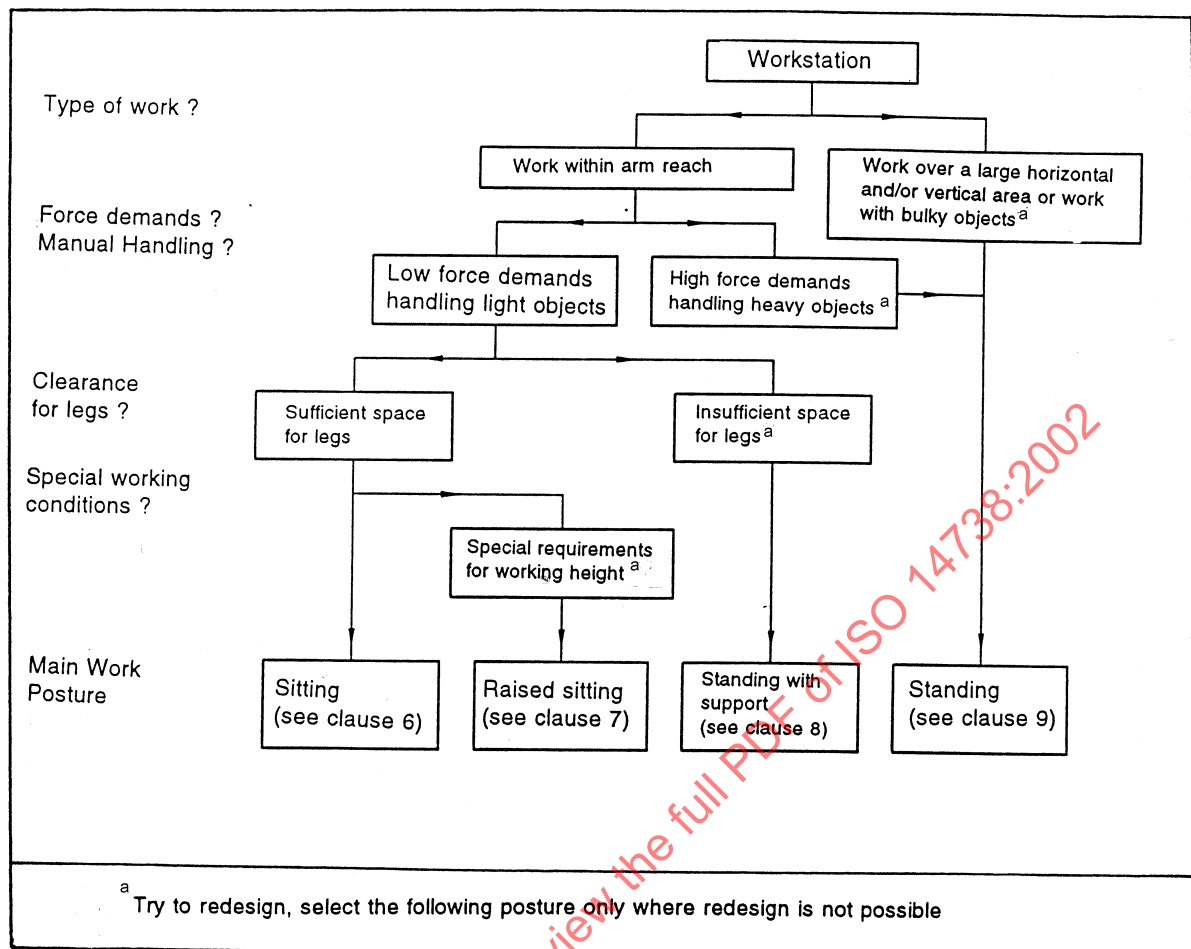 Workstation
Type of work ?
Work within arm reach
Work over a large horizontal
and/or vertical area or work
with bulky objects a
Force demands ?
Manual Handling ?
Low force demands
handling light objects
High force demands
handling heavy objects a
Clearance
for legs ?
Sufficient space
for legs
Insufficient space
for legs a
Special working
conditions ?
Special requirements
for working height a
Main Work
Posture
Sitting
(see clause 6)
Raised sitting
(see clause 7)
Standing with
support
(see clause 8)
Standing
(see clause 9)
a Try to redesign, select the following posture only where redesign is not possible
view the full PDF of ISO 14738:2002